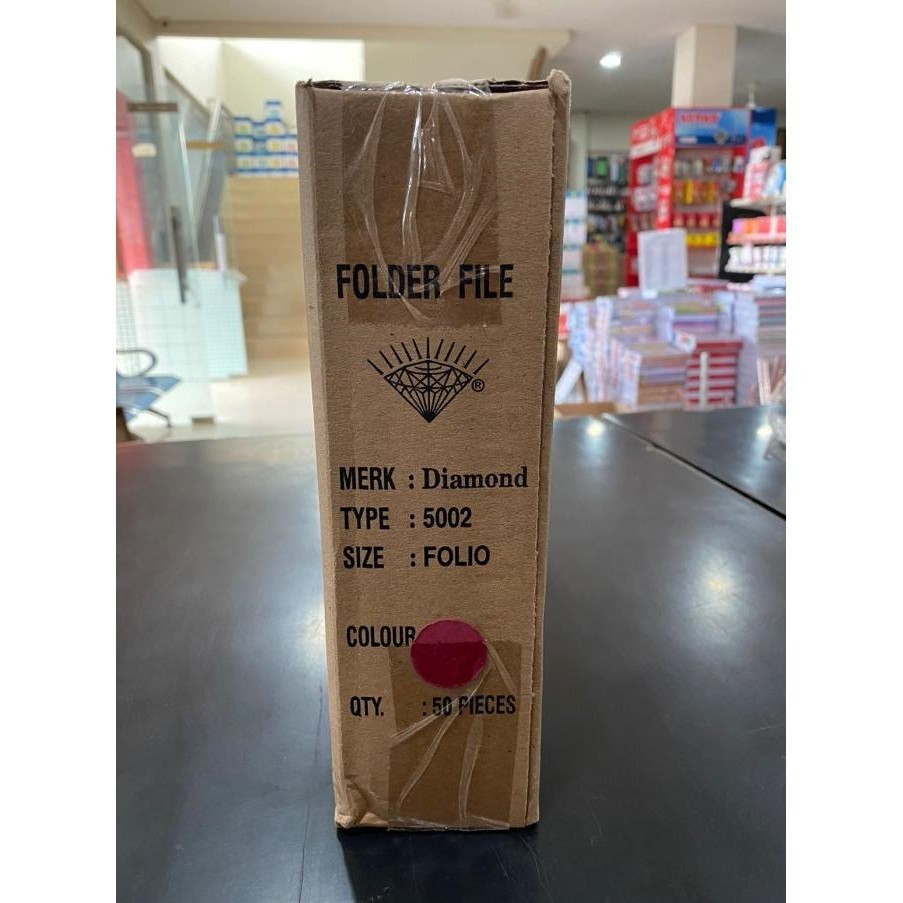 FOLDER FILE
®
MERK : Diamond
TYPE : 5002
SIZE : FOLIO
COLOUR
QTY. : 50 PIECES